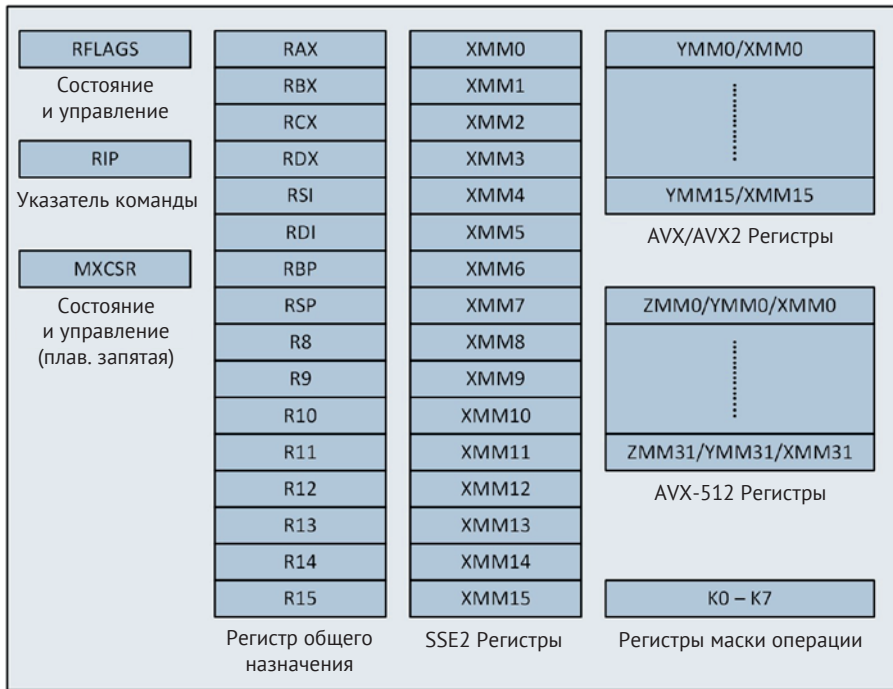 RFLAGS
Состояние
и управление
RIP
Указатель команды
MXCSR
Состояние
и управление
(плав. запятая)
RAX
RBX
RCX
RDX
RSI
RDI
RBP
RSP
R8
R9
R10
R11
R12
R13
R14
R15
Регистр общего
назначения
XMM0
XMM1
XMM2
XMM3
XMM4
XMM5
XMM6
XMM7
XMM8
XMM9
XMM10
XMM11
XMM12
XMM13
XMM14
XMM15
SSE2 Регистры
YMM0/XMM0
YMM15/XMM15
AVX/AVX2 Регистры
ZMM0/YMM0/XMM0
ZMM31/YMM31/XMM31
AVX-512 Регистры
K0 – K7
Регистры маски операции